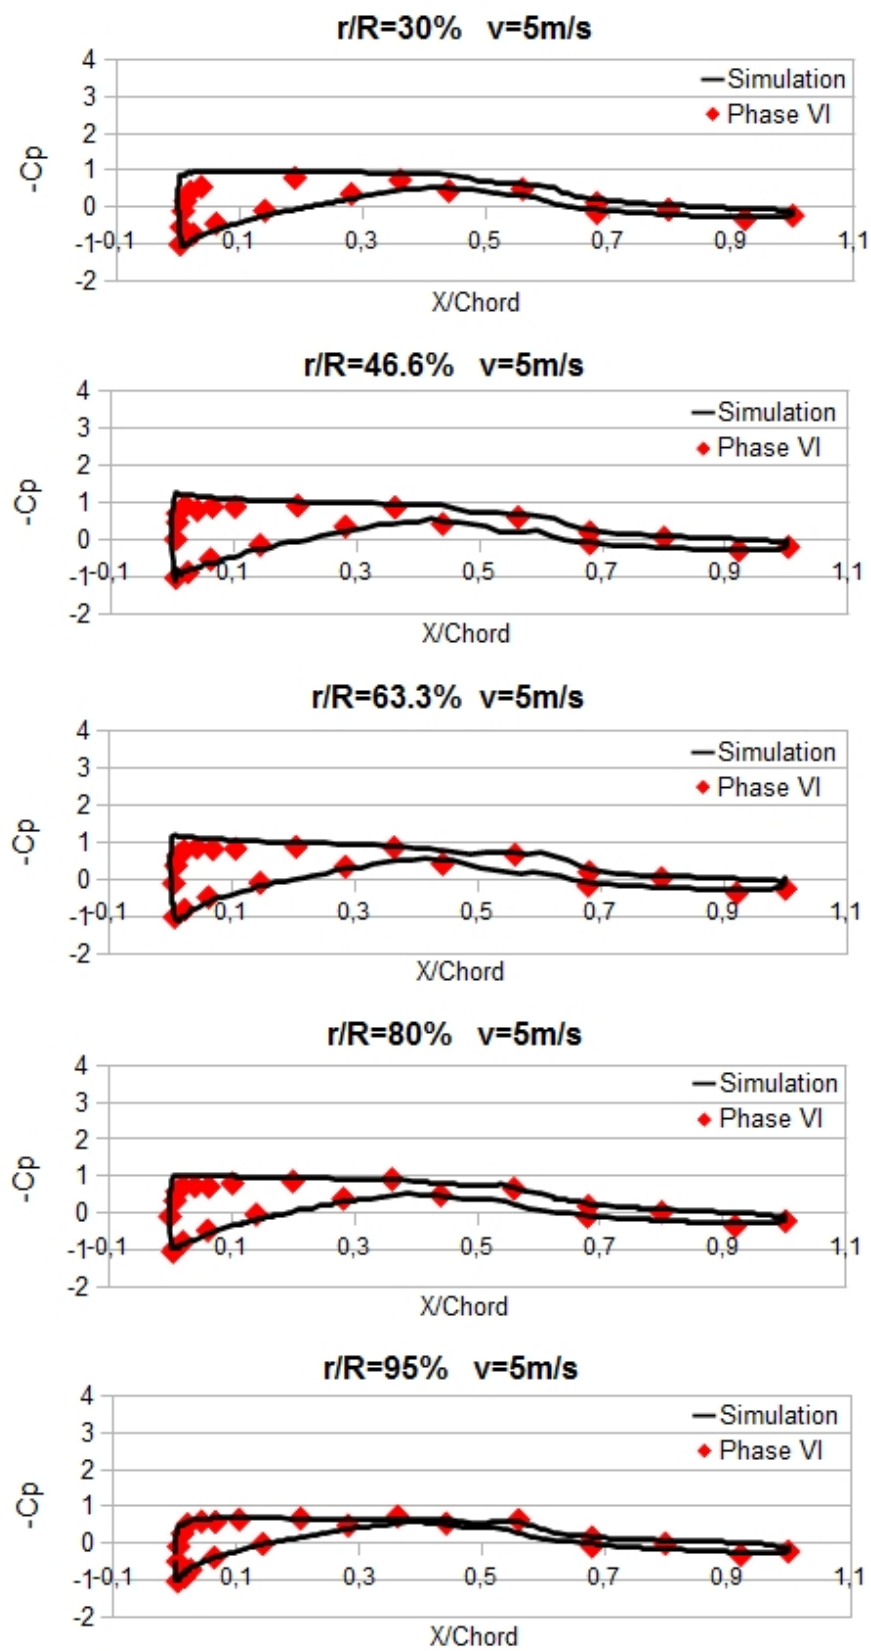 r/R=30% v=5m/s
4
3
2
1
0
-1
-2
-Cp
Simulation
Phase VI
-0,1 0,1 0,3 0,5 0,7 0,9 1,1
X/Chord
r/R=46.6% v=5m/s
4
3
2
1
0
-1
-2
-Cp
Simulation
Phase VI
-0,1 0,1 0,3 0,5 0,7 0,9 1,1
X/Chord
r/R=63.3% v=5m/s
4
3
2
1
0
-1
-2
-Cp
Simulation
Phase VI
-0,1 0,1 0,3 0,5 0,7 0,9 1,1
X/Chord
r/R=80% v=5m/s
4
3
2
1
0
-1
-2
-Cp
Simulation
Phase VI
-0,1 0,1 0,3 0,5 0,7 0,9 1,1
X/Chord
r/R=95% v=5m/s
4
3
2
1
0
-1
-2
-Cp
Simulation
Phase VI
-0,1 0,1 0,3 0,5 0,7 0,9 1,1
X/Chord